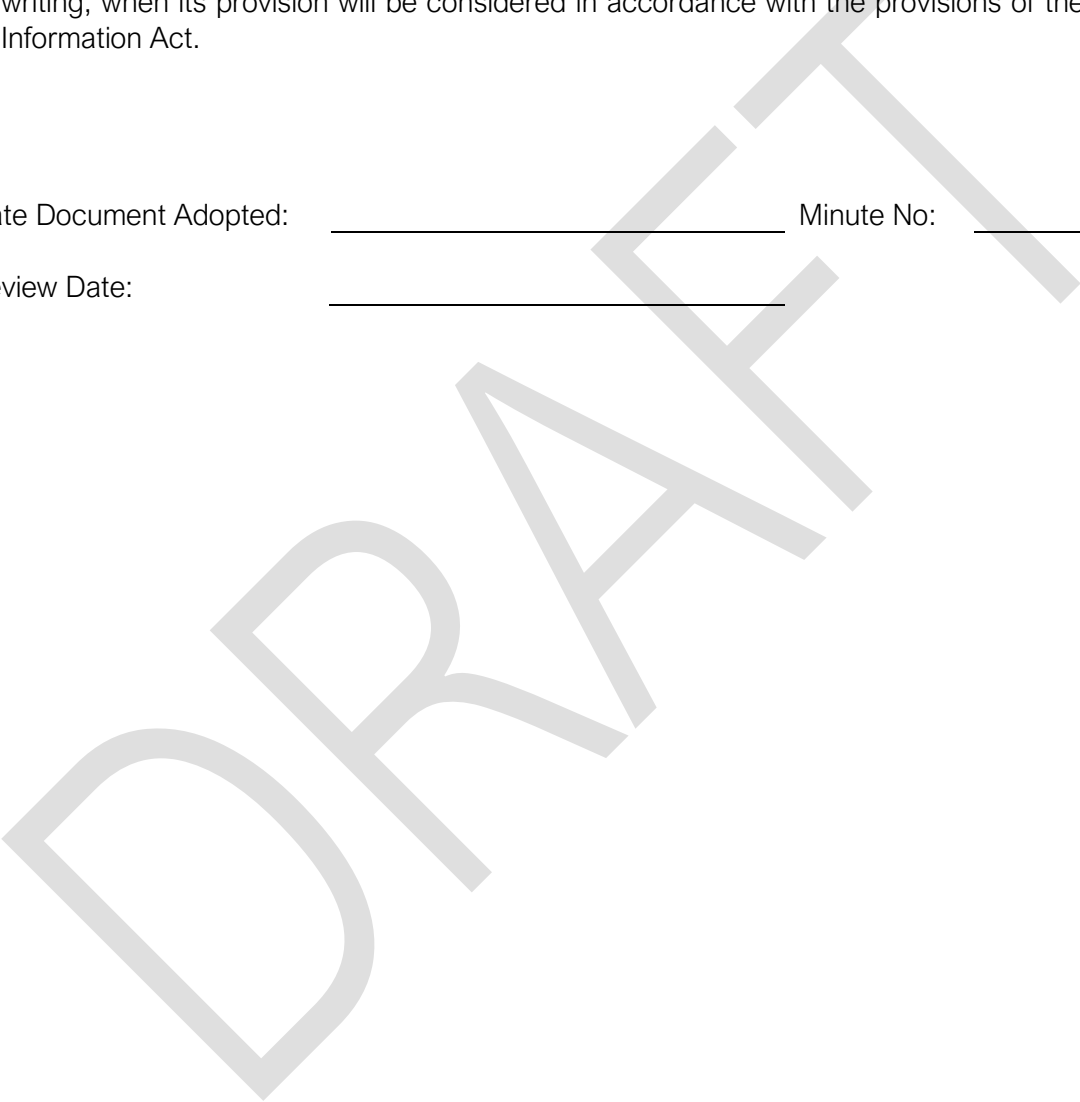 writing, when its provision will be considered in accordance with the provisions of the
Information Act.
ate Document Adopted: Minute No:
view Date:
DRAFT